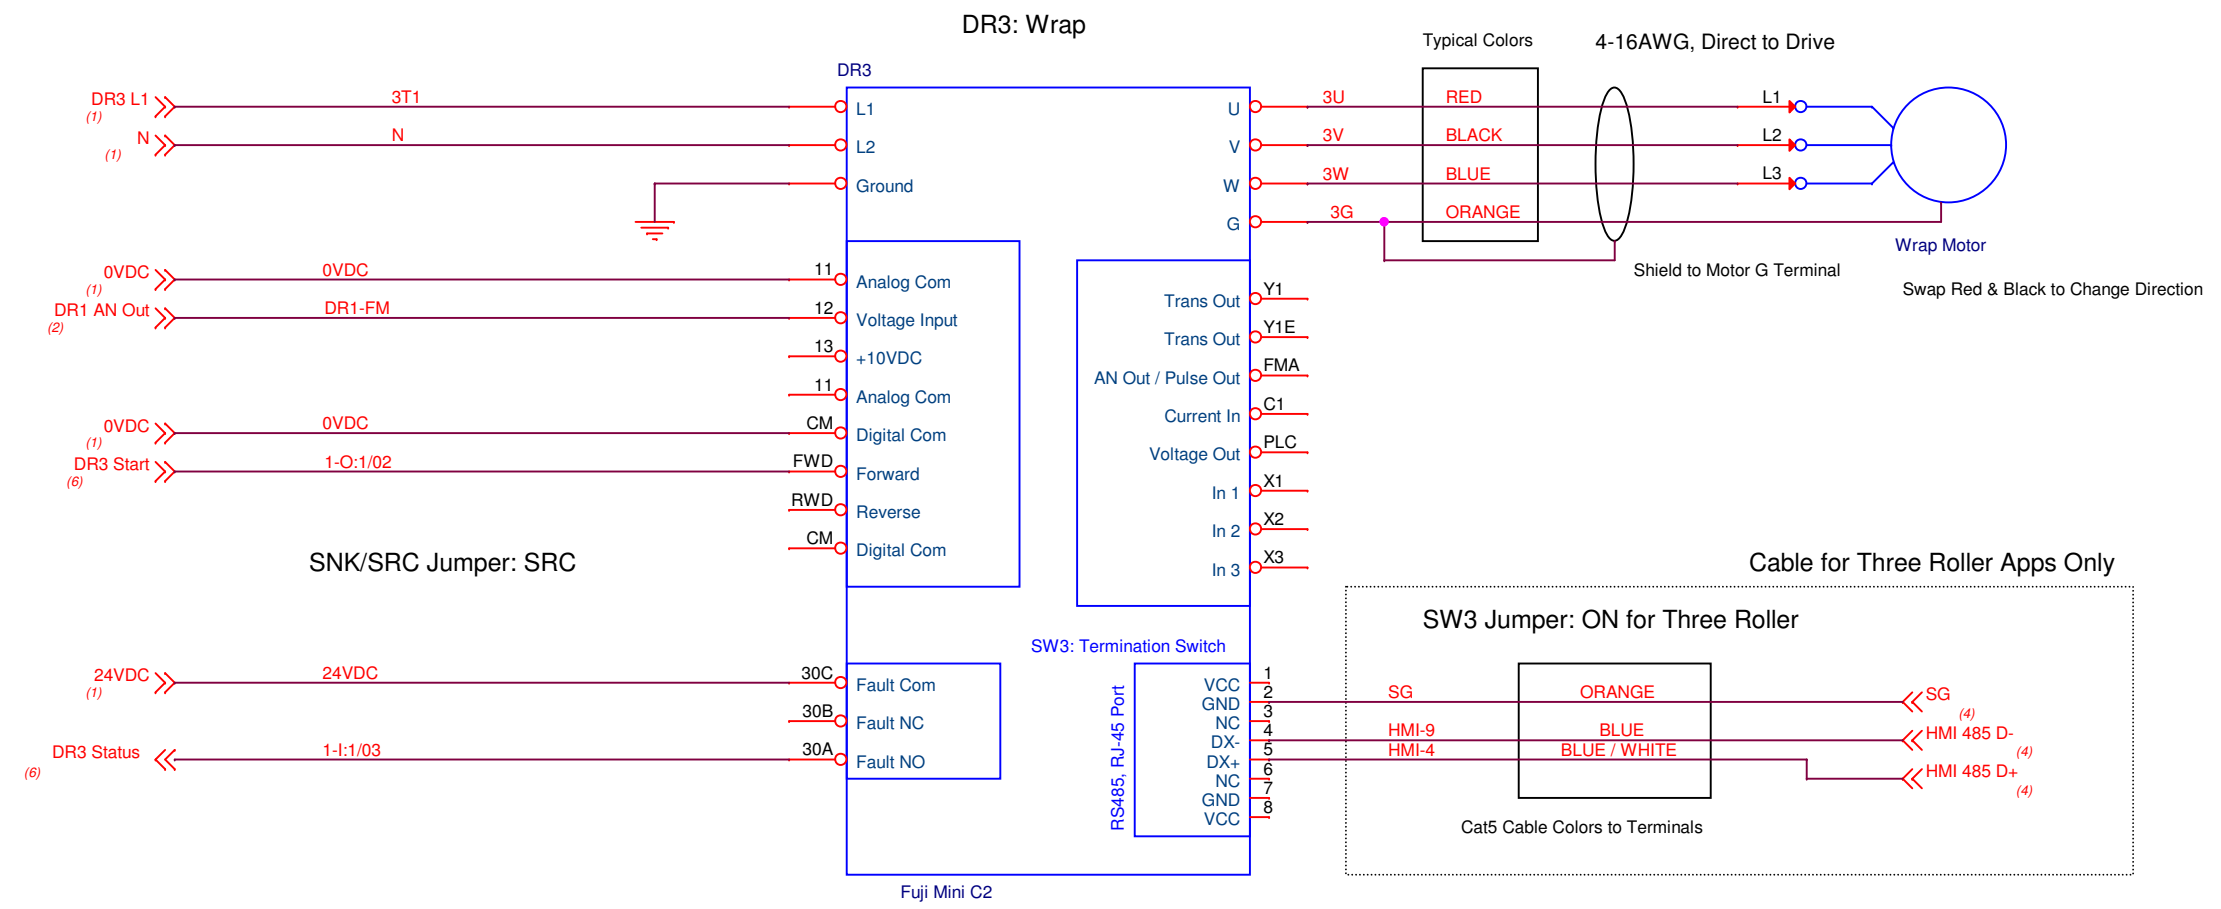 DR3: Wrap
Typical Colors
4-16AWG, Direct to Drive
DR3
DR3 L1
(1)
3T1
L1
U
3U
RED
L1
N
(1)
N
L2
V
3V
BLACK
L2
Ground
W
3W
BLUE
L3
G
3G
ORANGE
Wrap Motor
Shield to Motor G Terminal
Swap Red & Black to Change Direction
0VDC
(1)
0VDC
11
Analog Com
DR1 AN Out
(2)
DR1-FM
12
Voltage Input
13
+10VDC
11
Analog Com
0VDC
(1)
0VDC
CM
Digital Com
DR3 Start
(6)
1-O:1/02
FWD
Forward
RWD
Reverse
CM
Digital Com
Trans Out
Y1
Trans Out
Y1E
AN Out / Pulse Out
FMA
Current In
C1
Voltage Out
PLC
In 1
X1
In 2
X2
In 3
X3
SNK/SRC Jumper: SRC
Cable for Three Roller Apps Only
SW3 Jumper: ON for Three Roller
SW3: Termination Switch
24VDC
(1)
24VDC
30C
Fault Com
30B
Fault NC
DR3 Status
(6)
1-I:1/03
30A
Fault NO
RS485, RJ-45 Port
VCC
1
GND
2
SG
ORANGE
SG
(4)
NC
3
DX-
4
HMI-9
BLUE
HMI 485 D-
(4)
DX+
5
HMI-4
BLUE / WHITE
HMI 485 D+
(4)
NC
6
GND
7
VCC
8
Cat5 Cable Colors to Terminals
Fuji Mini C2